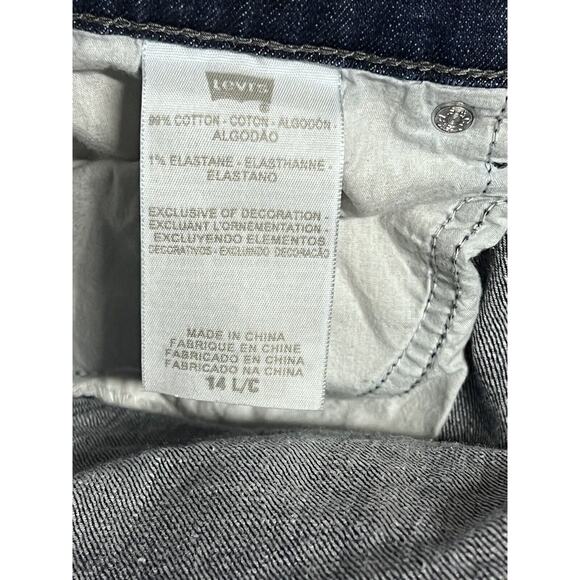 Levi's
®
99% COTTON - COTON - ALGODÓN -
ALGODÃO
1% ELASTANE - ELASTHANNE -
ELASTANO
EXCLUSIVE OF DECORATION -
EXCLUANT L'ORNÉMENTATION -
EXCLUYENDO ELEMENTOS
DECORATIVOS - EXCLUINDO DECORAÇÃO
MADE IN CHINA
FABRIQUE EN CHINE
FABRICADO EN CHINA
FABRICADO NA CHINA
14 L/C